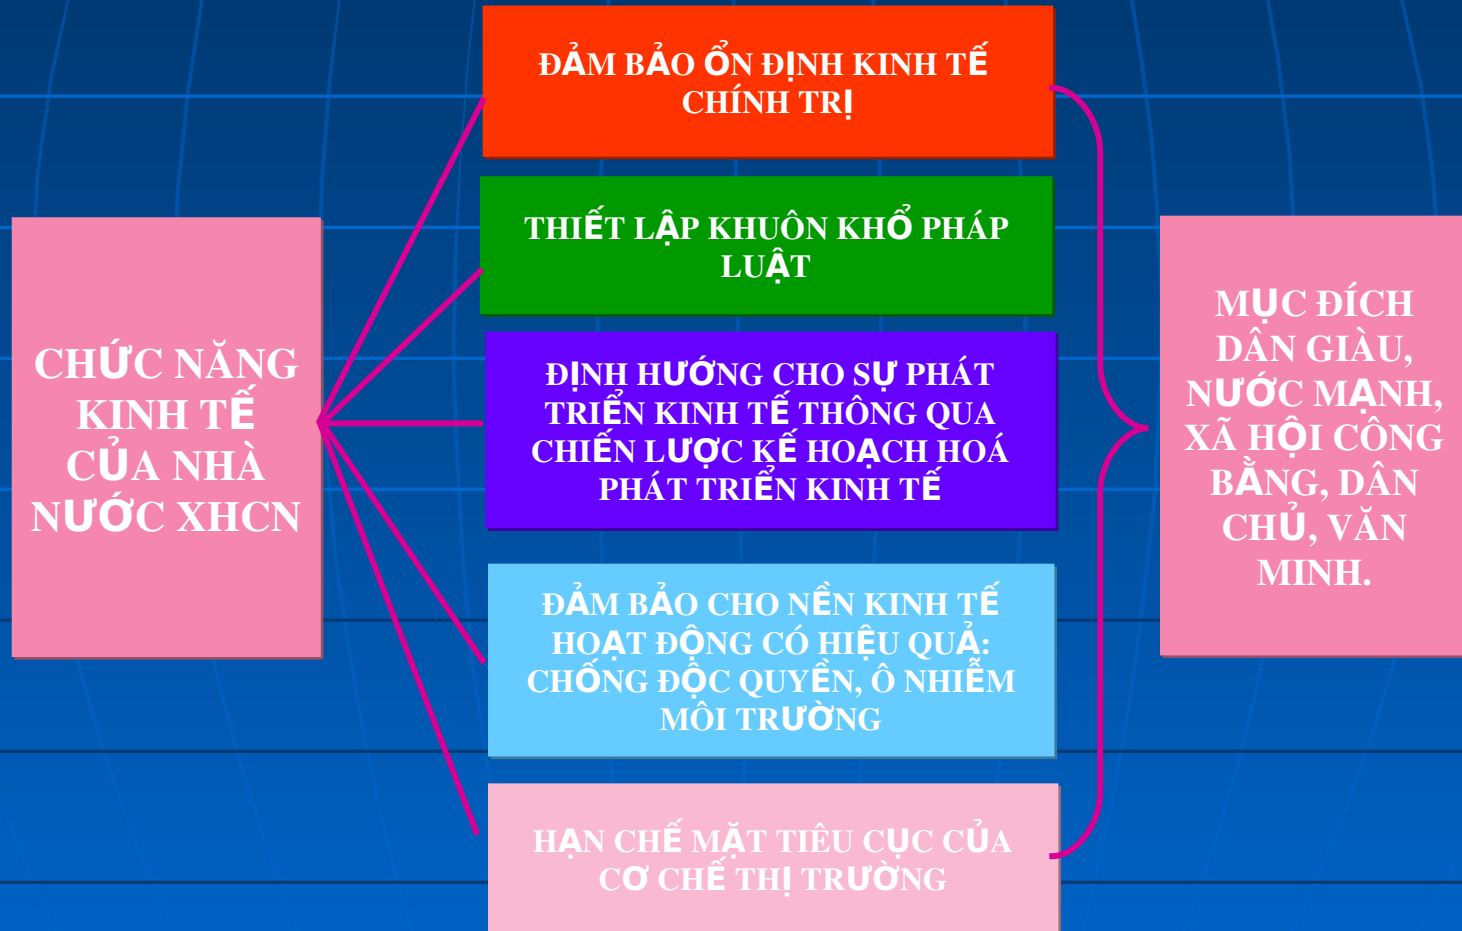 CHỨC NĂNG
KINH TẾ
CỦA NHÀ
NƯỚC XHCN
ĐẢM BẢO ỔN ĐỊNH KINH TẾ
CHÍNH TRỊ
THIẾT LẬP KHUÔN KHỔ PHÁP
LUẬT
ĐỊNH HƯỚNG CHO SỰ PHÁT
TRIỂN KINH TẾ THÔNG QUA
CHIẾN LƯỢC KẾ HOẠCH HOÁ
PHÁT TRIỂN KINH TẾ
ĐẢM BẢO CHO NỀN KINH TẾ
HOẠT ĐỘNG CÓ HIỆU QUẢ:
CHỐNG ĐỘC QUYỀN, Ô NHIỄM
MÔI TRƯỜNG
HẠN CHẾ MẶT TIÊU CỤC CỦA
CƠ CHẾ THỊ TRƯỜNG
MỤC ĐÍCH
DÂN GIÀU,
NƯỚC MẠNH,
XÃ HỘI CÔNG
BẰNG, DÂN
CHỦ, VĂN
MINH.